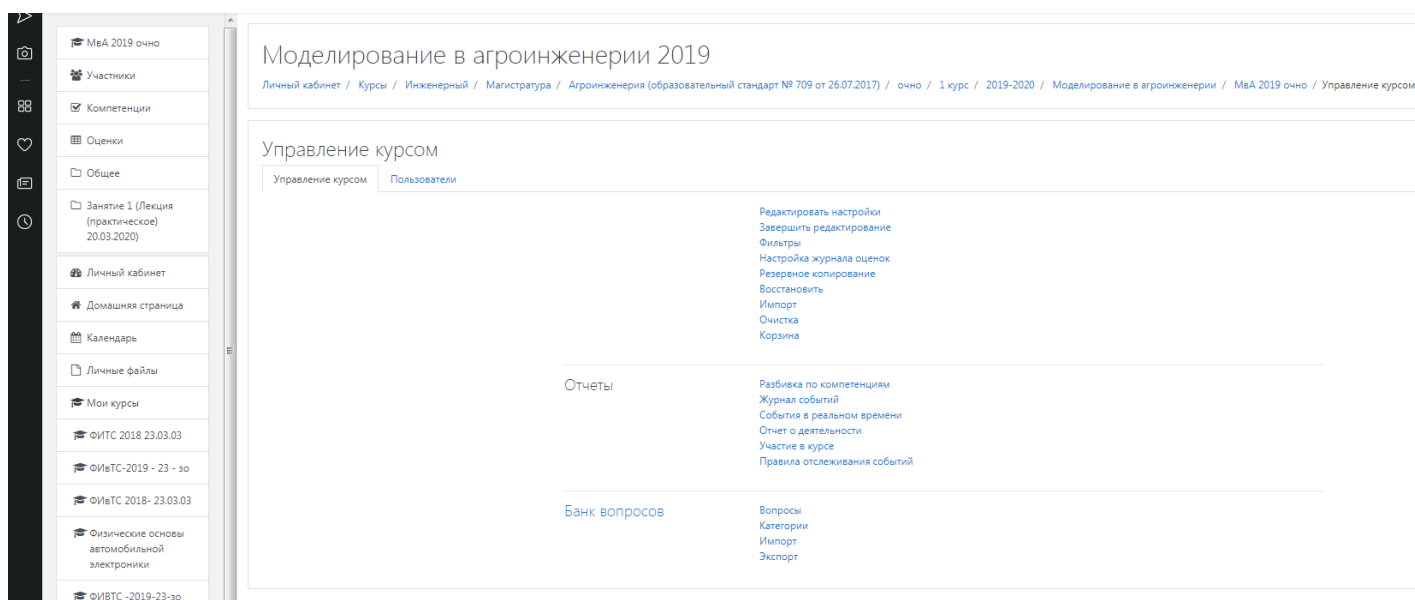 МвА 2019 очно
Участники
Компетенции
Оценки
Общее
Занятие 1 (Лекция
(практическое)
20.03.2020)
Личный кабинет
Домашняя страница
Календарь
Личные файлы
Мои курсы
ФИТС 2018 23.03.03
ФИвТС-2019 - 23 - зо
ФИвТС 2018- 23.03.03
Физические основы
автомобильной
электроники
ФИВТС -2019-23-зо
Моделирование в агроинженерии 2019
Личный кабинет / Курсы / Инженерный / Магистратура / Агроинженерия (образовательный стандарт № 709 от 26.07.2017) / очно / 1 курс / 2019-2020 / Моделирование в агроинженерии / МвА 2019 очно / Управление курсом
Управление курсом
Управление курсом Пользователи
Редактировать настройки
Завершить редактирование
Фильтры
Настройка журнала оценок
Резервное копирование
Восстановить
Импорт
Очистка
Корзина
Отчеты
Разбивка по компетенциям
Журнал событий
События в реальном времени
Отчет о деятельности
Участие в курсе
Правила отслеживания событий
Банк вопросов
Вопросы
Категории
Импорт
Экспорт